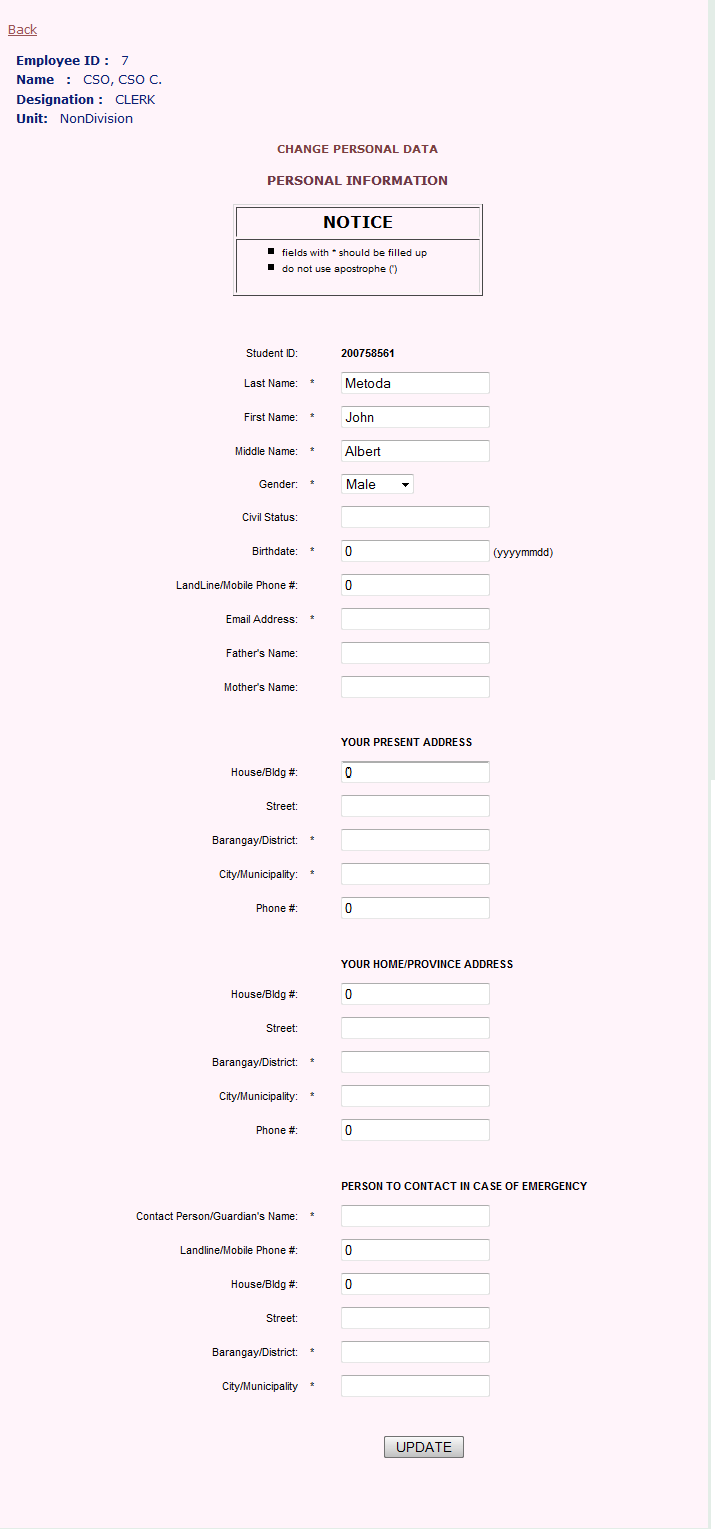 Back
Employee ID : 7
Name : CSO, CSO C.
Designation : CLERK
Unit: NonDivision
CHANGE PERSONAL DATA
PERSONAL INFORMATION
NOTICE
fields with * should be filled up
do not use apostrophe (')
Student ID: 200758561
Last Name: * Metoda
First Name: * John
Middle Name: * Albert
Gender: * Male
Civil Status:
Birthdate: * 0 (yyyymmdd)
LandLine/Mobile Phone #: 0
Email Address: *
Father's Name:
Mother's Name:
YOUR PRESENT ADDRESS
House/Bldg #: 0
Street:
Barangay/District: *
City/Municipality: *
Phone #: 0
YOUR HOME/PROVINCE ADDRESS
House/Bldg #: 0
Street:
Barangay/District: *
City/Municipality: *
Phone #: 0
PERSON TO CONTACT IN CASE OF EMERGENCY
Contact Person/Guardian's Name: *
Landline/Mobile Phone #: 0
House/Bldg #: 0
Street:
Barangay/District: *
City/Municipality *
UPDATE